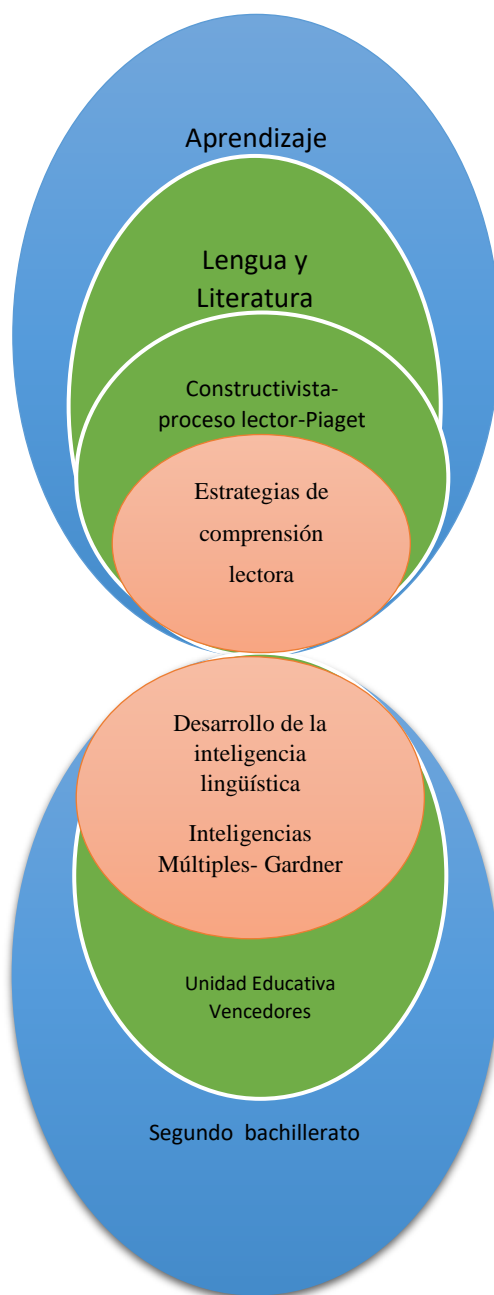 Aprendizaje
Lengua y
Literatura
Constructivista-
proceso lector-Piaget
Estrategias de
comprensión
lectora
Desarrollo de la
inteligencia
lingüística
Inteligencias
Múltiples- Gardner
Unidad Educativa
Vencedores
Segundo bachillerato